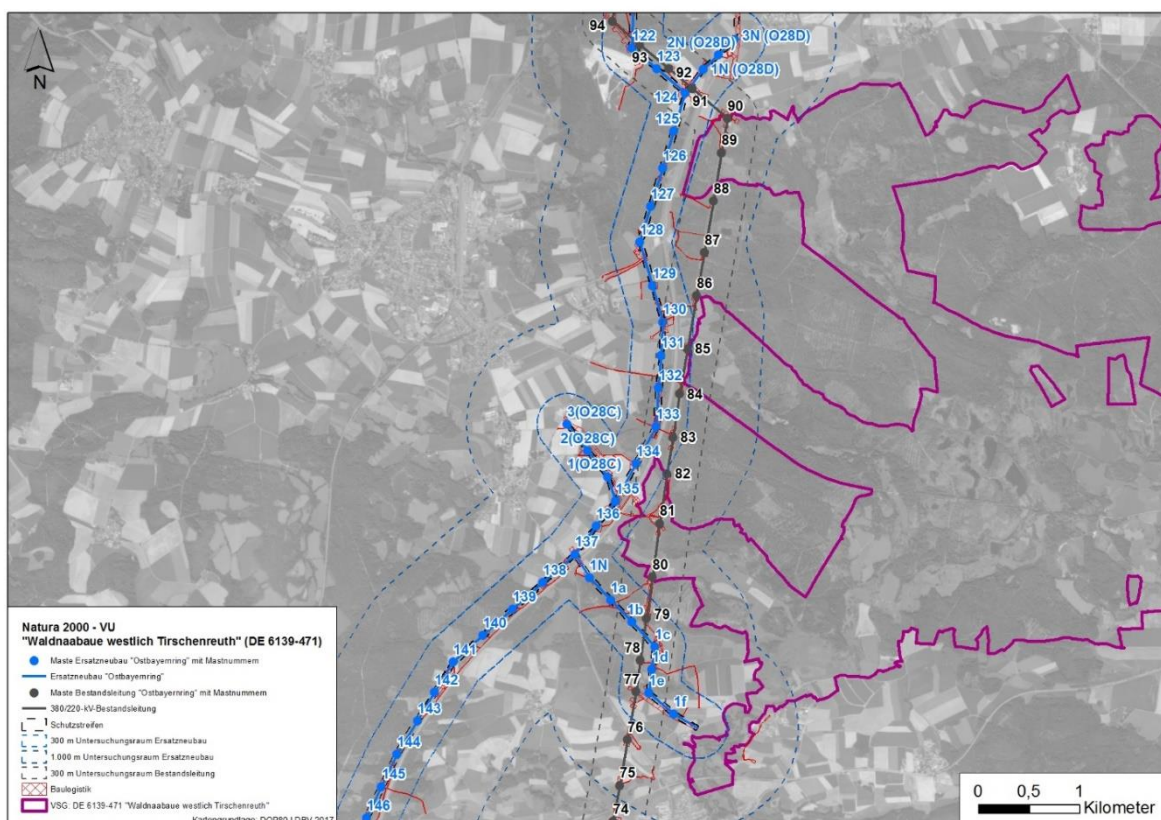 94
122
3N (O28D)
2N (O28D)
93
123
92
1N (O28D)
91
124
90
125
89
126
88
127
128
87
129
86
130
131
85
132
84
3(O28C)
133
83
2(O28C)
134
1(O28C)
82
135
81
136
137
1N
80
138
1a
139
79
1b
140
1c
141
78
1d
77
1e
142
1f
143
76
144
75
145
74
146
N
Natura 2000 - VU
"Waldnaabaue westlich Tirschenreuth" (DE 6139-471)
Maste Ersatzneubau "Ostbayernring" mit Mastnummern
Ersatzneubau "Ostbayernring"
Maste Bestandsleitung "Ostbayernring" mit Mastnummern
380/220-kV-Bestandsleitung
Schutzstreifen
300 m Untersuchungsraum Ersatzneubau
1.000 m Untersuchungsraum Ersatzneubau
300 m Untersuchungsraum Bestandsleitung
Baulogistik
VSG: DE 6139-471 "Waldnaabaue westlich Tirschenreuth"
Kartengrundlage: DOP80 LDBV 2017
0 0,5 1
Kilometer